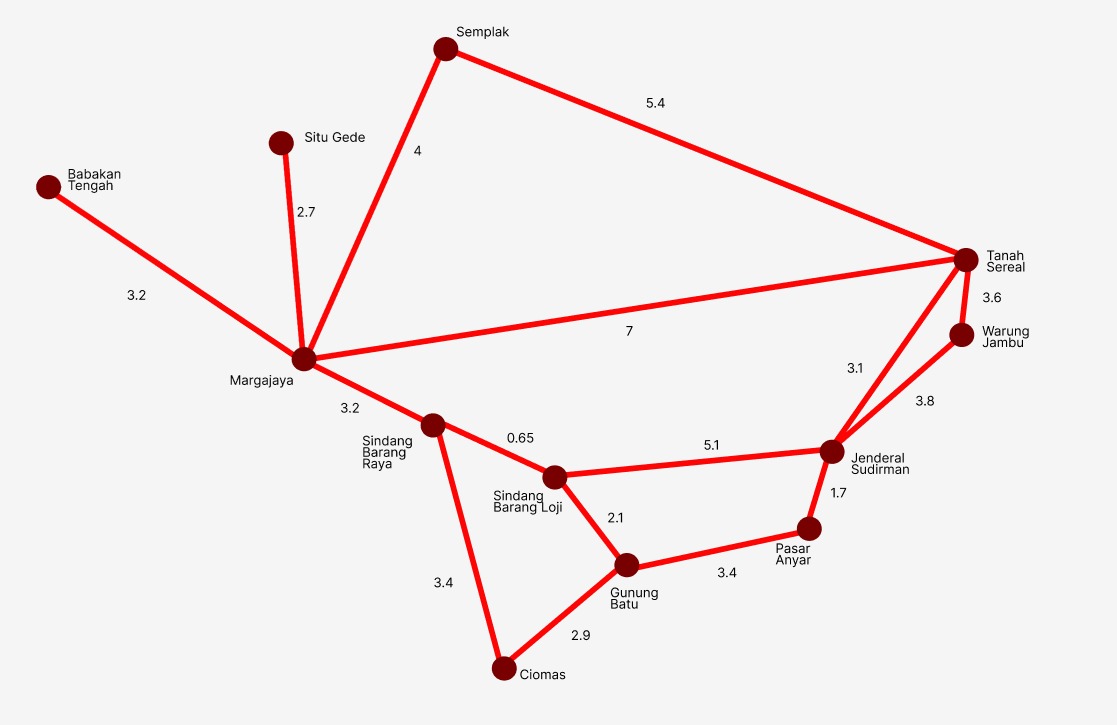 Semplak
5.4
Situ Gede
4
Babakan
Tengah
2.7
Tanah
Sereal
3.2
3.6
7
Warung
Jambu
Margajaya
3.1
3.2
3.8
Sindang
Barang
Raya
0.65
5.1
Jenderal
Sudirman
Sindang
Barang Loji
1.7
2.1
Pasar
Anyar
3.4
3.4
Gunung
Batu
2.9
Ciomas